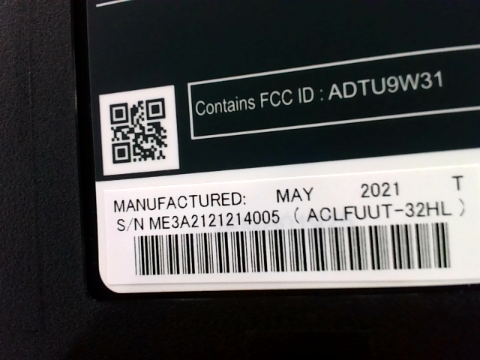 Contains FCC ID : ADTU9W31
MANUFACTURED: MAY 2021 T
S/N ME3A2121214005 ( ACLFUUT-32HL )